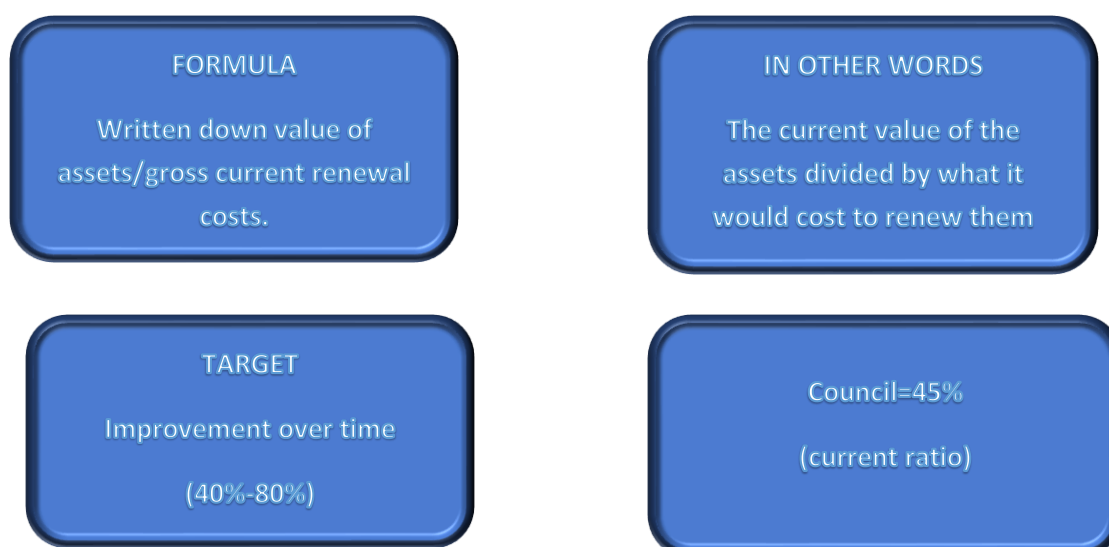 FORMULA
Written down value of
assets/gross current renewal
costs.
IN OTHER WORDS
The current value of the
assets divided by what it
would cost to renew them
TARGET
Improvement over time
(40%-80%)
Council=45%
(current ratio)